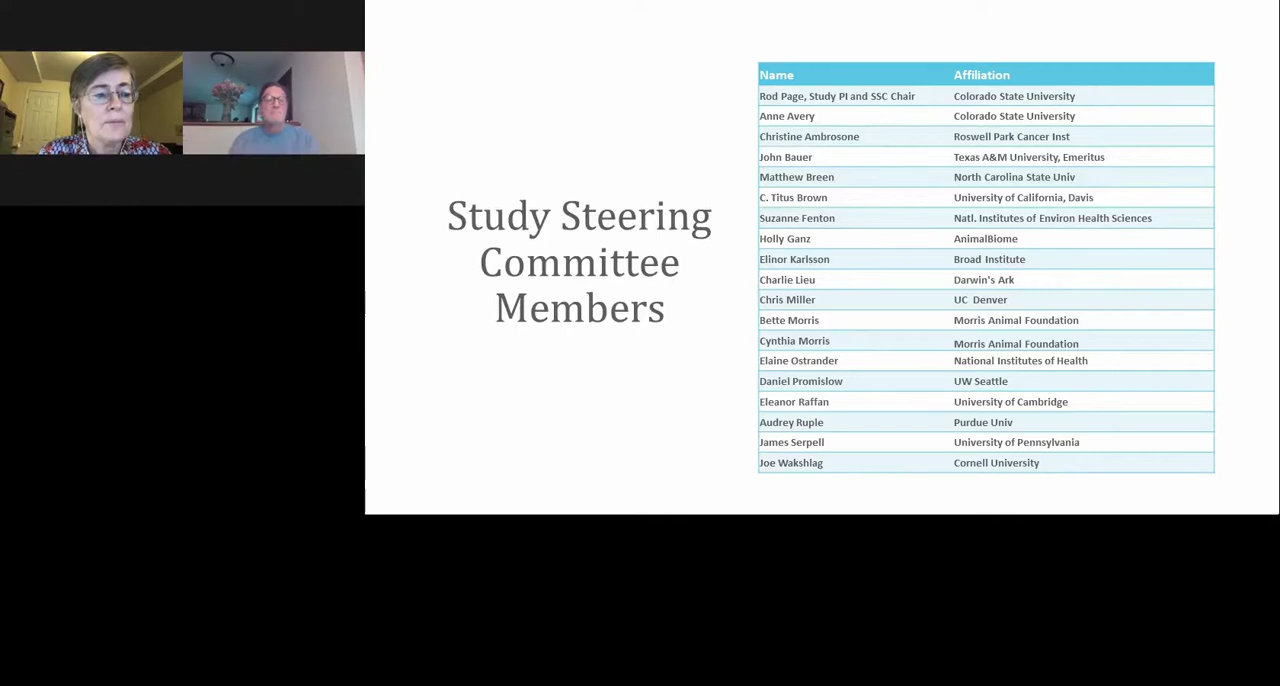 Study Steering
Committee
Members
Name Affiliation
Rod Page, Study PI and SSC Chair Colorado State University
Anne Avery Colorado State University
Christine Ambrosone Roswell Park Cancer Inst
John Bauer Texas A&M University, Emeritus
Matthew Breen North Carolina State Univ
C. Titus Brown University of California, Davis
Suzanne Fenton Natl. Institutes of Environ Health Sciences
Holly Ganz AnimalBiome
Elinor Karlsson Broad Institute
Charlie Lieu Darwin's Ark
Chris Miller UC Denver
Bette Morris Morris Animal Foundation
Cynthia Morris Morris Animal Foundation
Elaine Ostrander National Institutes of Health
Daniel Promislow UW Seattle
Eleanor Raffan University of Cambridge
Audrey Ruple Purdue Univ
James Serpell University of Pennsylvania
Joe Wakshlag Cornell University